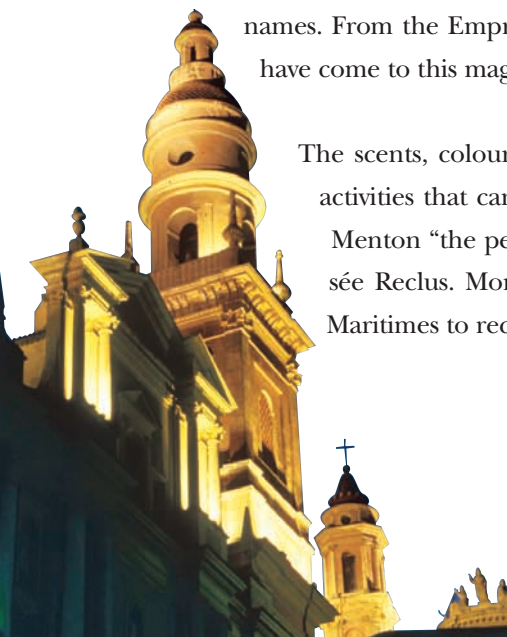 names. From the Empr
have come to this mag
The scents, colour
activities that car
Menton “the pe
sée Reclus. Mor
Maritimes to rec